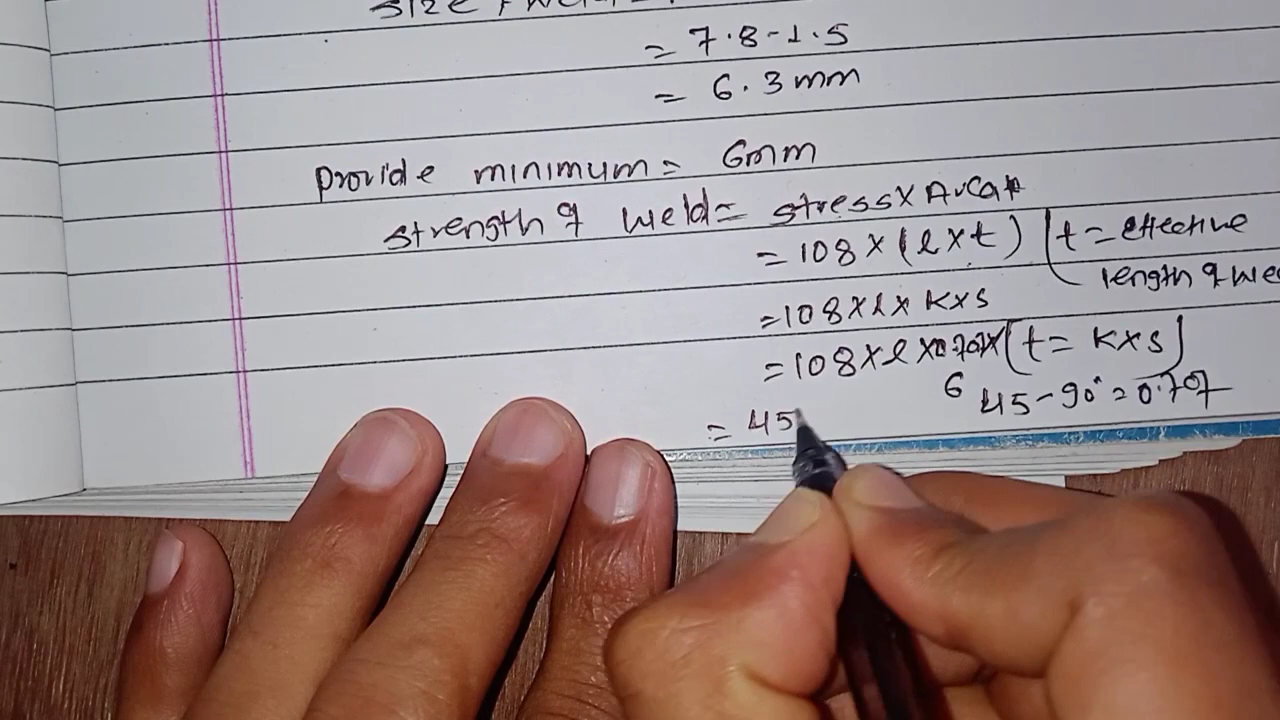 = 7.8-1.5
= 6.3mm
Provide minimum = 6mm
strength of weld = stress x Area
= 108 x (l x t) | t = effective
length of we
= 108 x l x K x s
= 108 x l x 0.707 x (t = K x s)
6 45-90° = 0.707
= 45